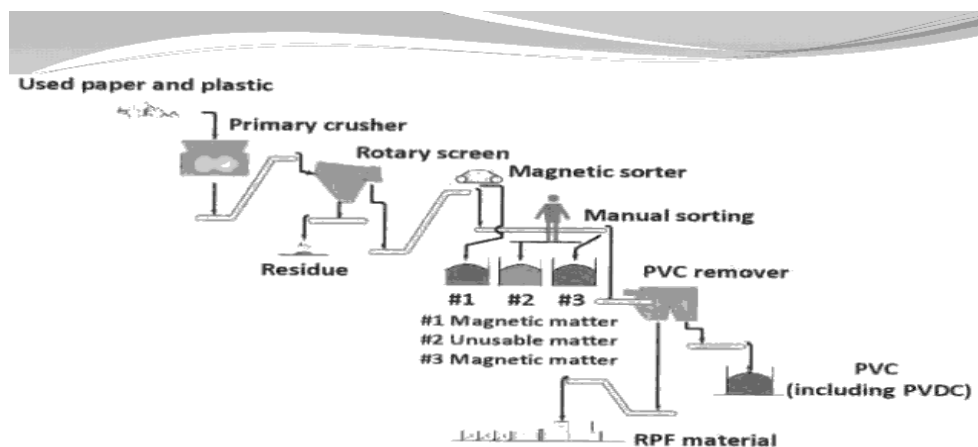 Used paper and plastic
Primary crusher
Rotary screen
Magnetic sorter
Manual sorting
Residue
PVC remover
#1 #2 #3
#1 Magnetic matter
#2 Unusable matter
#3 Magnetic matter
PVC
(including PVDC)
RPF material